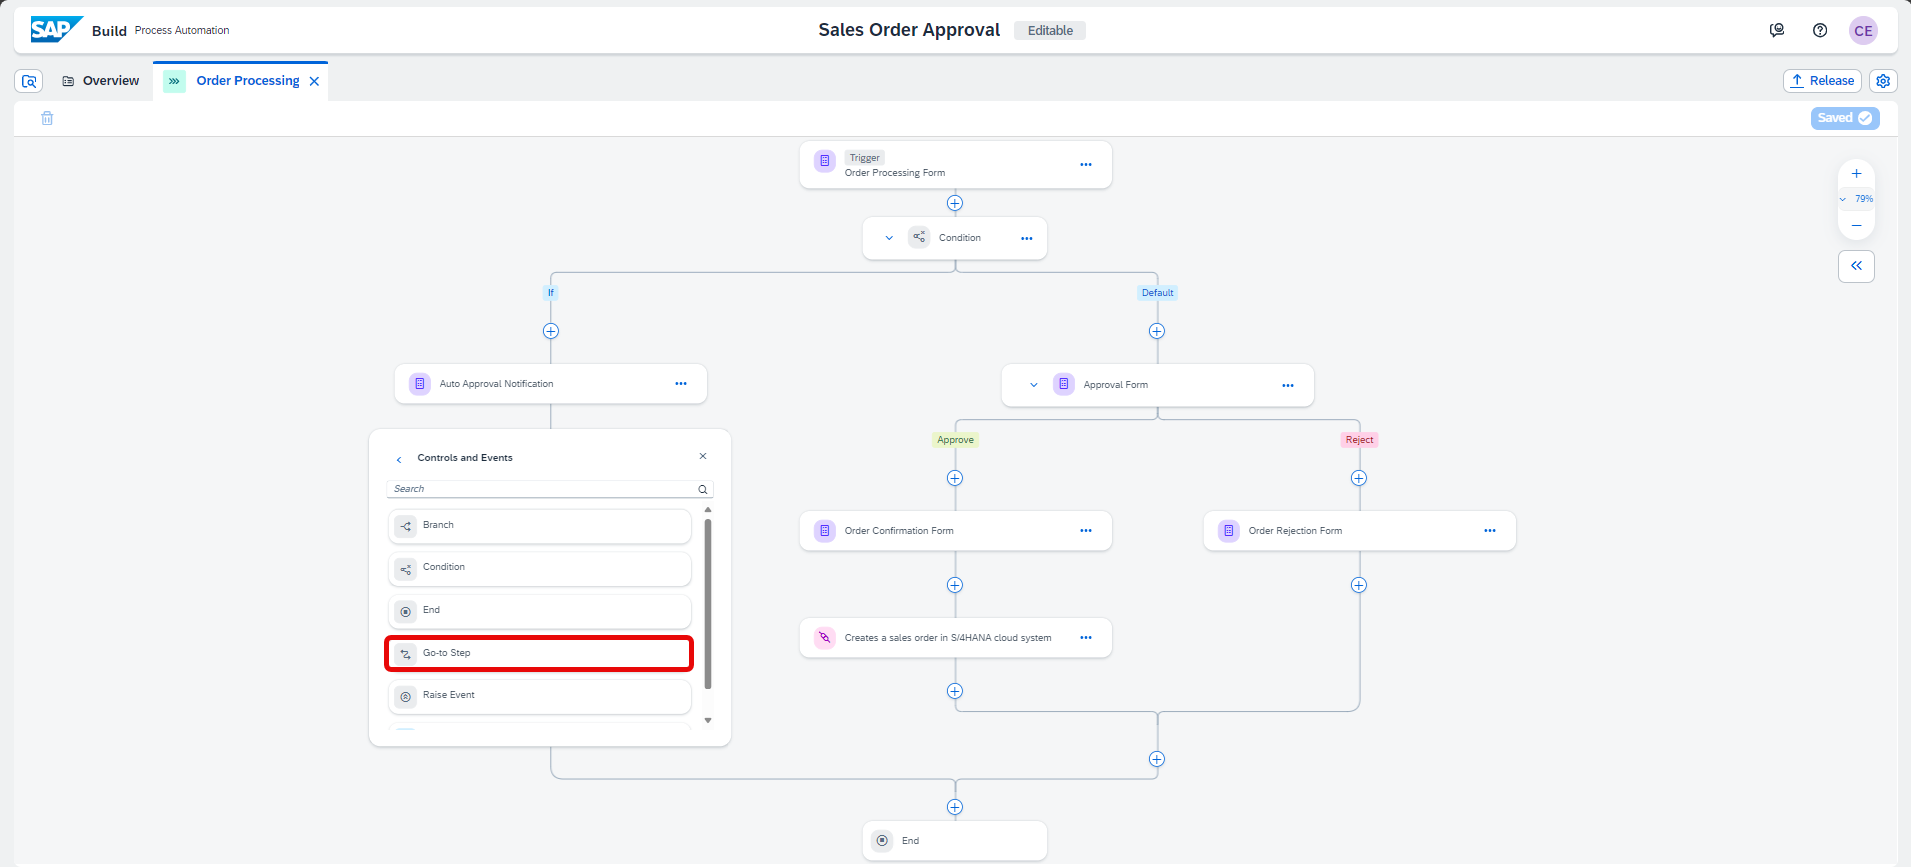 SAP Build Process Automation
Sales Order Approval Editable
CE
Overview
Order Processing
Release
Saved
Trigger
Order Processing Form
79%
Condition
If
Default
Auto Approval Notification
Approval Form
Approve
Reject
Controls and Events
Search
Branch
Condition
End
Go-to Step
Raise Event
Order Confirmation Form
Order Rejection Form
Creates a sales order in S/4HANA cloud system
End